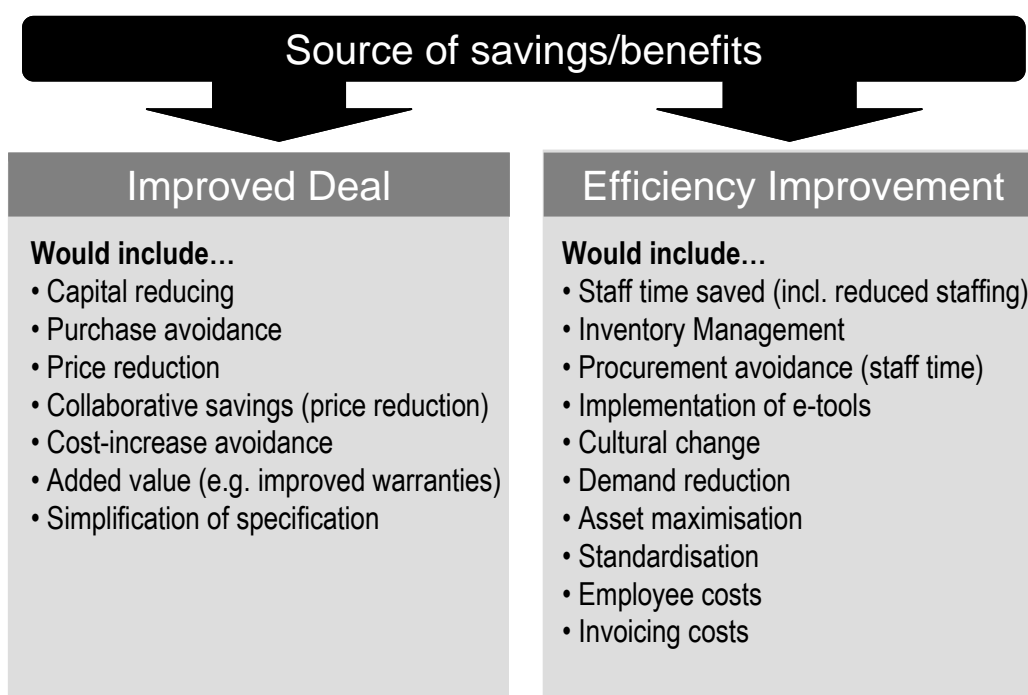 Source of savings/benefits
Improved Deal
Would include…
• Capital reducing
• Purchase avoidance
• Price reduction
• Collaborative savings (price reduction)
• Cost-increase avoidance
• Added value (e.g. improved warranties)
• Simplification of specification
Efficiency Improvement
Would include…
• Staff time saved (incl. reduced staffing)
• Inventory Management
• Procurement avoidance (staff time)
• Implementation of e-tools
• Cultural change
• Demand reduction
• Asset maximisation
• Standardisation
• Employee costs
• Invoicing costs